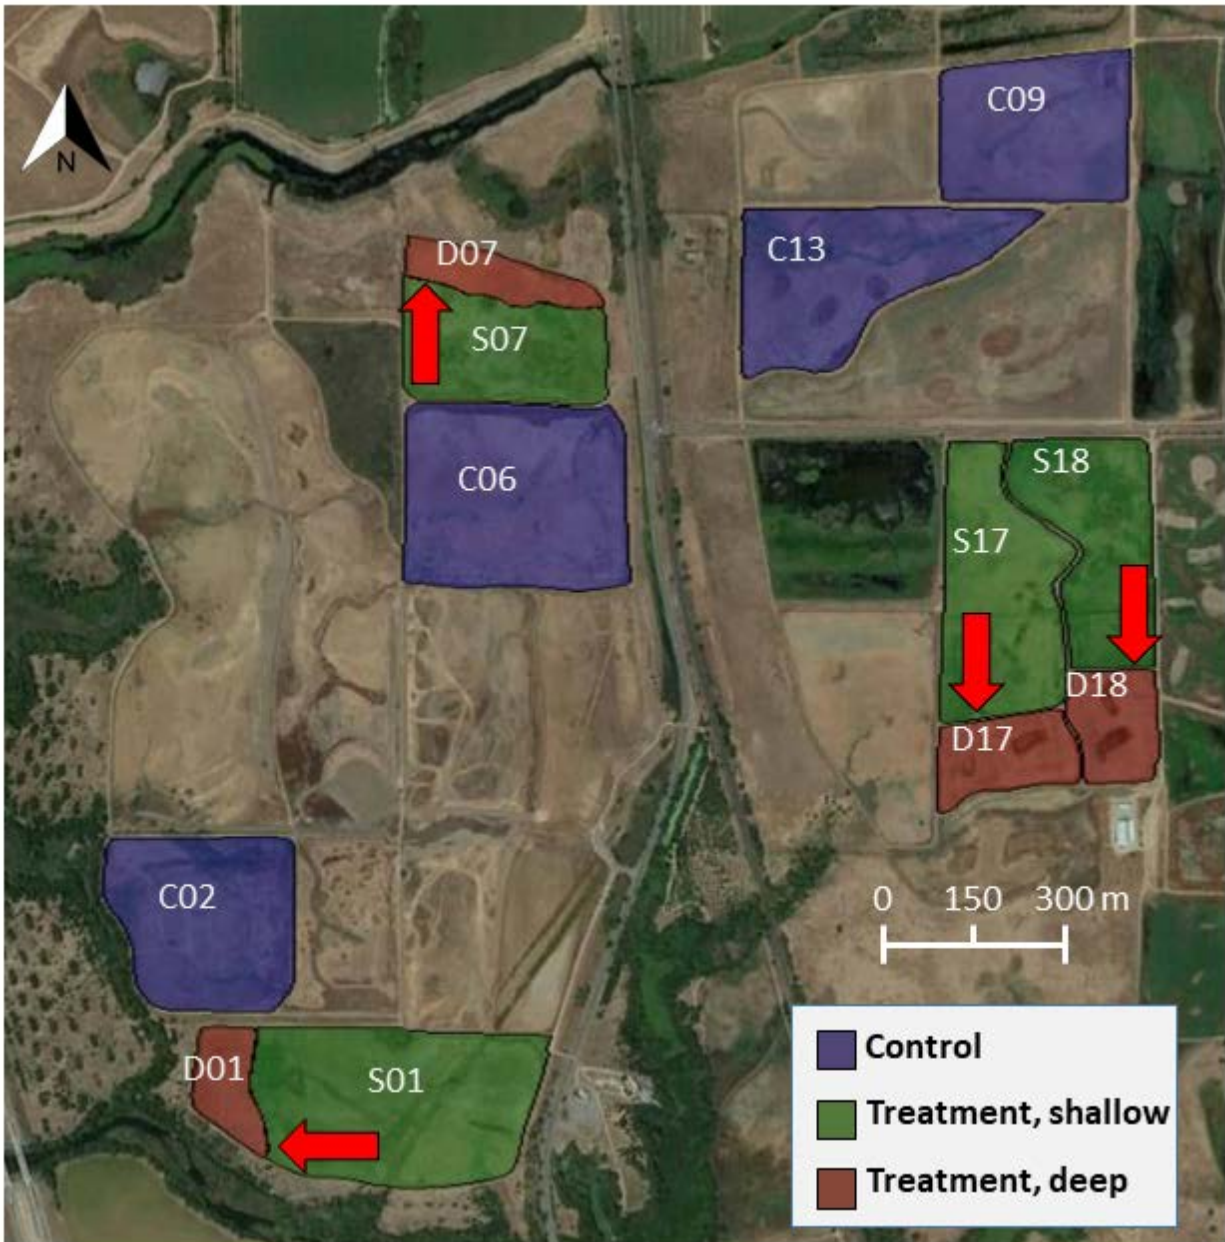 C09
N
D07
C13
S07
S18
C06
S17
D18
D17
C02
0 150 300 m
D01
S01
Control
Treatment, shallow
Treatment, deep